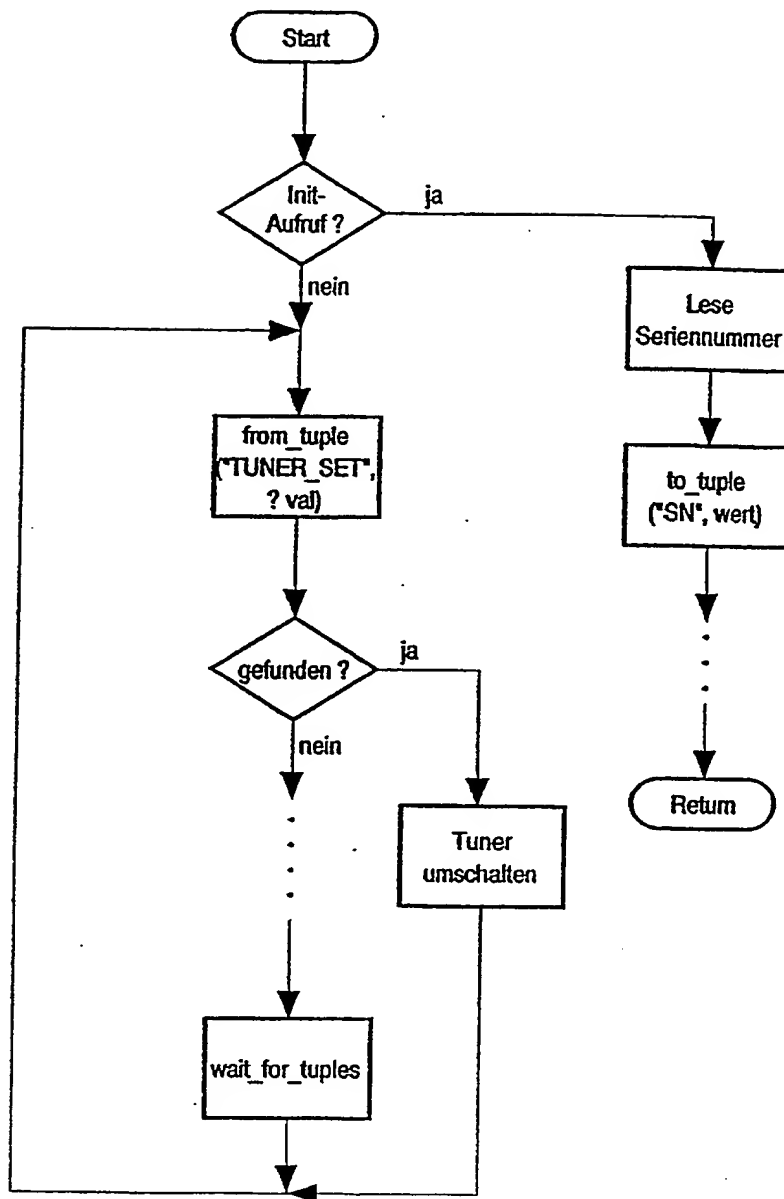 Start
Init-
Aufruf ?
ja
nein
Lese
Seriennummer
from_tuple
("TUNER_SET",
? val)
to_tuple
("SN", wert)
gefunden ?
ja
nein
Return
Tuner
umschalten
wait_for_tuples